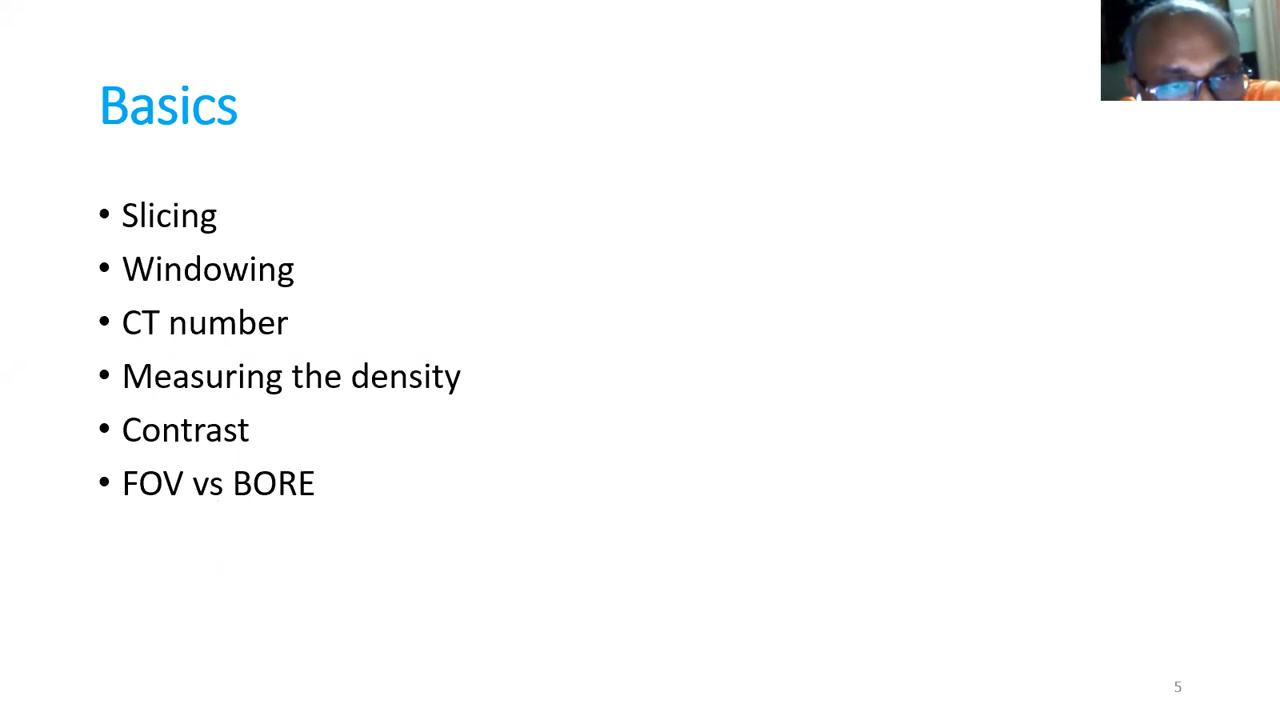 Basics
• Slicing
• Windowing
• CT number
• Measuring the density
• Contrast
• FOV vs BORE
5